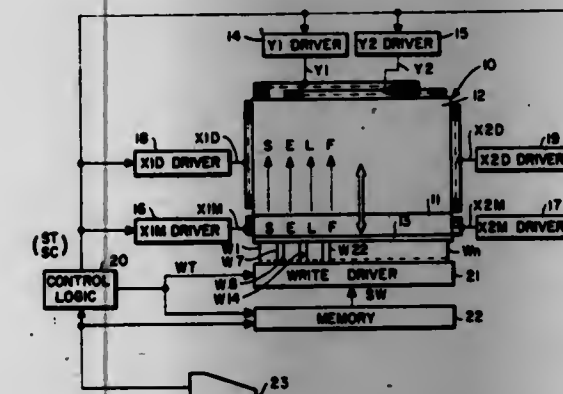 14 15
Y1 DRIVER Y2 DRIVER
Y1 Y2
10
12
18 X1D S E L F X2D 19
X1D DRIVER X2D DRIVER
16 X1M S E L F 11 13 X2M 17
X1M DRIVER X2M DRIVER
W1 W7 W8 W14 W22 Wn
(ST SC)
20
CONTROL LOGIC
WT
WRITE DRIVER 21
SW
MEMORY 22
23